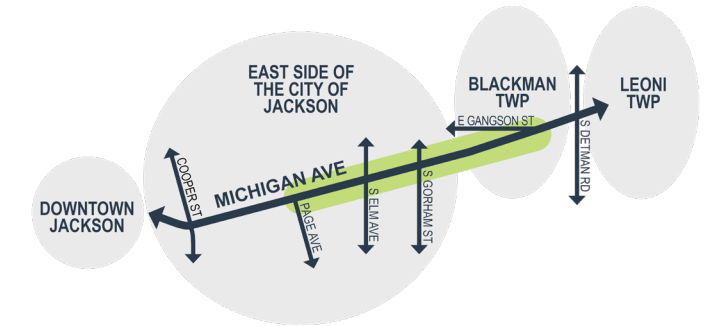 EAST SIDE OF
THE CITY OF
JACKSON
BLACKMAN
TWP
LEONI
TWP
E GANGSON ST
S DETMAN RD
MICHIGAN AVE
COOPER ST
PAGE AVE
S ELM AVE
S GORHAM ST
DOWNTOWN
JACKSON